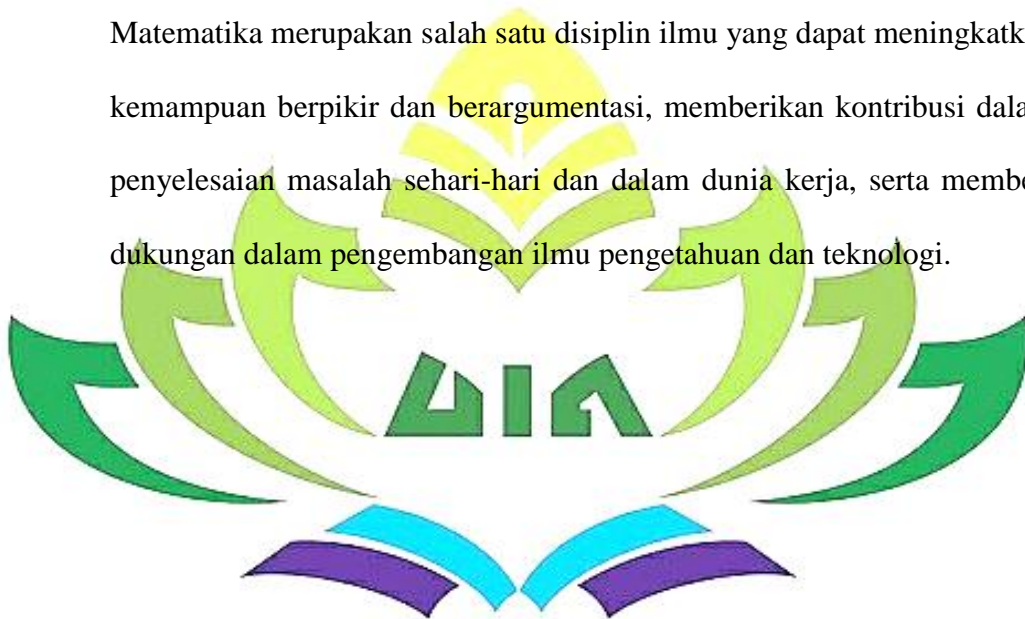 Matematika merupakan salah satu disiplin ilmu yang dapat meningkatk
kemampuan berpikir dan berargumentasi, memberikan kontribusi dala
penyelesaian masalah sehari-hari dan dalam dunia kerja, serta membe
dukungan dalam pengembangan ilmu pengetahuan dan teknologi.
UIN